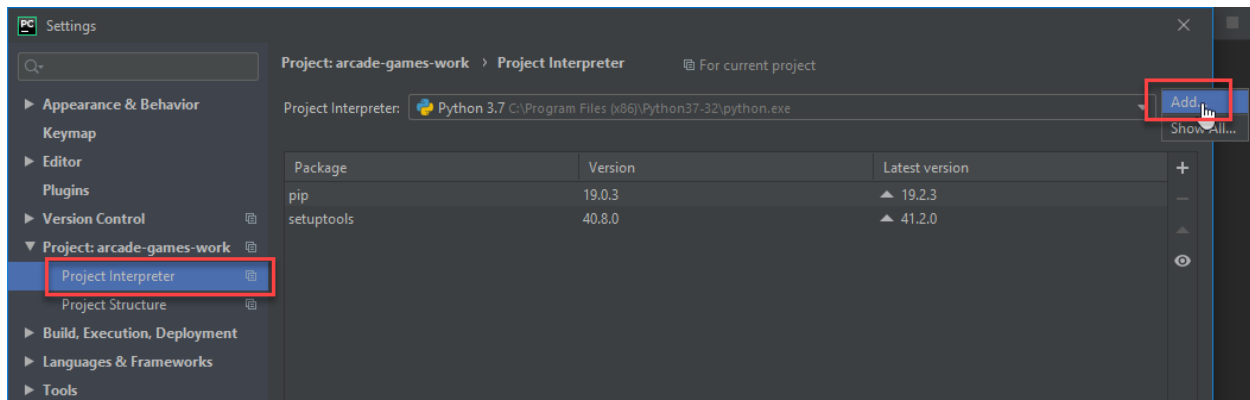 PC Settings
Project: arcade-games-work › Project Interpreter For current project
Appearance & Behavior
Keymap
Editor
Plugins
Version Control
Project: arcade-games-work
Project Interpreter
Project Structure
Build, Execution, Deployment
Languages & Frameworks
Tools
Project Interpreter: Python 3.7 C:\Program Files (x86)\Python37-32\python.exe
Add...
Show All...
Package Version Latest version
pip 19.0.3 19.2.3
setuptools 40.8.0 41.2.0